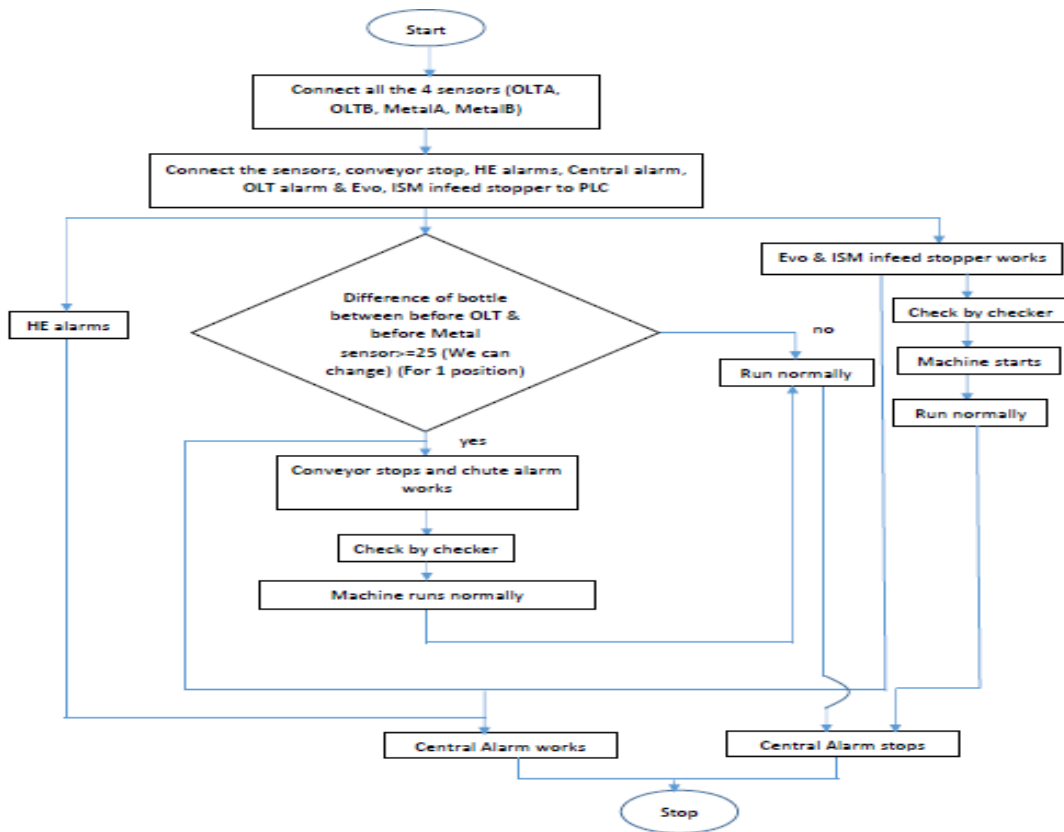 Start
Connect all the 4 sensors (OLTA,
OLTB, MetalA, MetalB)
Connect the sensors, conveyor stop, HE alarms, Central alarm,
OLT alarm & Evo, ISM infeed stopper to PLC
Evo & ISM infeed stopper works
Difference of bottle
between before OLT &
before Metal
sensor>=25 (We can
change) (For 1 position)
HE alarms
no
Check by checker
Machine starts
Run normally
Run normally
yes
Conveyor stops and chute alarm
works
Check by checker
Machine runs normally
Central Alarm works
Central Alarm stops
Stop